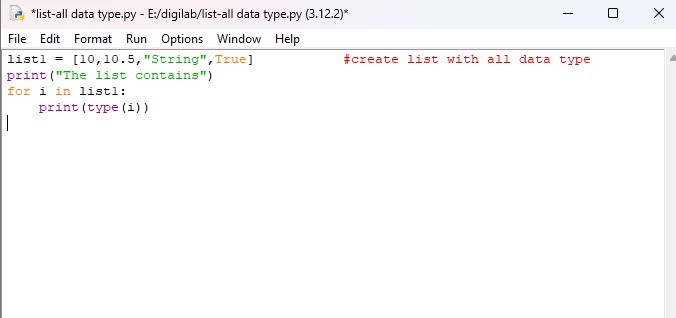 *list-all data type.py - E:/digilab/list-all data type.py (3.12.2)*
File Edit Format Run Options Window Help
list1 = [10,10.5,"String",True]           #create list with all data type
print("The list contains")
for i in list1:
    print(type(i))